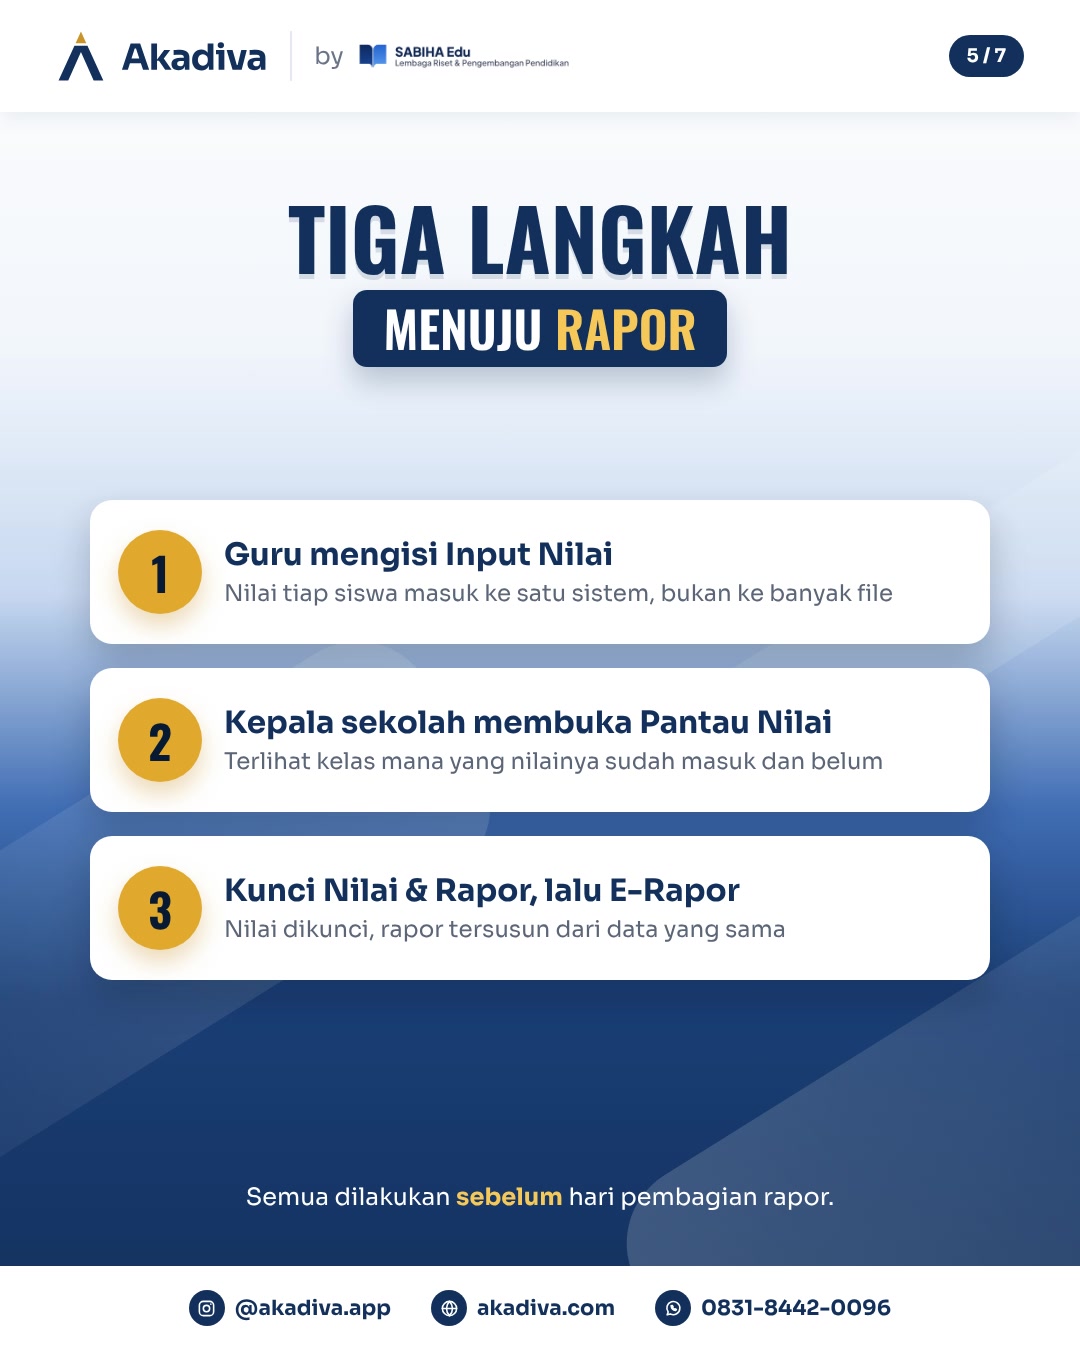 Akadiva
by
SABIHA Edu
Lembaga Riset & Pengembangan Pendidikan
5 / 7
TIGA LANGKAH
MENUJU RAPOR
1
Guru mengisi Input Nilai
Nilai tiap siswa masuk ke satu sistem, bukan ke banyak file
2
Kepala sekolah membuka Pantau Nilai
Terlihat kelas mana yang nilainya sudah masuk dan belum
3
Kunci Nilai & Rapor, lalu E-Rapor
Nilai dikunci, rapor tersusun dari data yang sama
Semua dilakukan sebelum hari pembagian rapor.
@akadiva.app
akadiva.com
0831-8442-0096